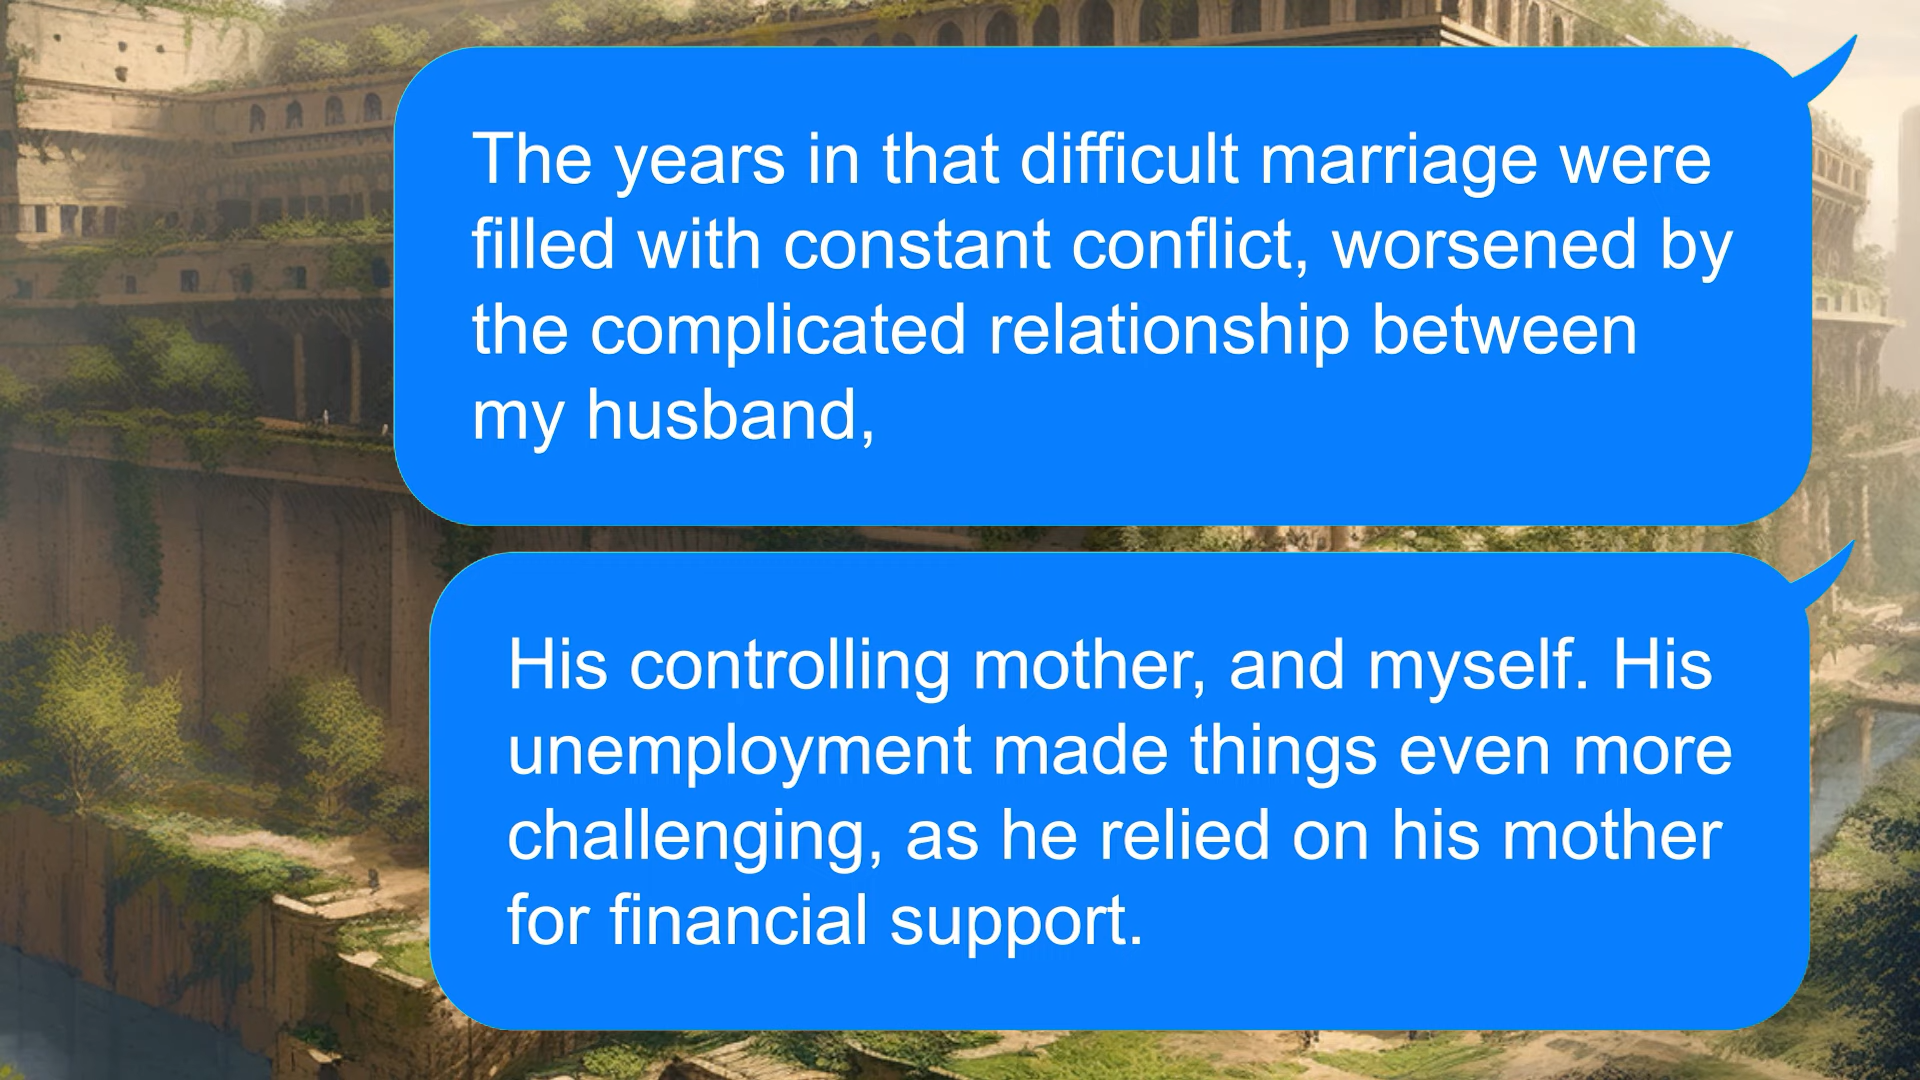 The years in that difficult marriage were
filled with constant conflict, worsened by
the complicated relationship between
my husband,
His controlling mother, and myself. His
unemployment made things even more
challenging, as he relied on his mother
for financial support.